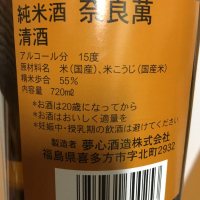 純米酒 奈良萬
清酒
アルコール分 15度
原材料名 米(国産)、米こうじ(国産米)
精米歩合 55%
内容量 720ml
*お酒は20歳になってから
*お酒はおいしく適量を
*妊娠中・授乳期の飲酒は避けてください
製造者 夢心酒造株式会社
福島県喜多方市字北町2932